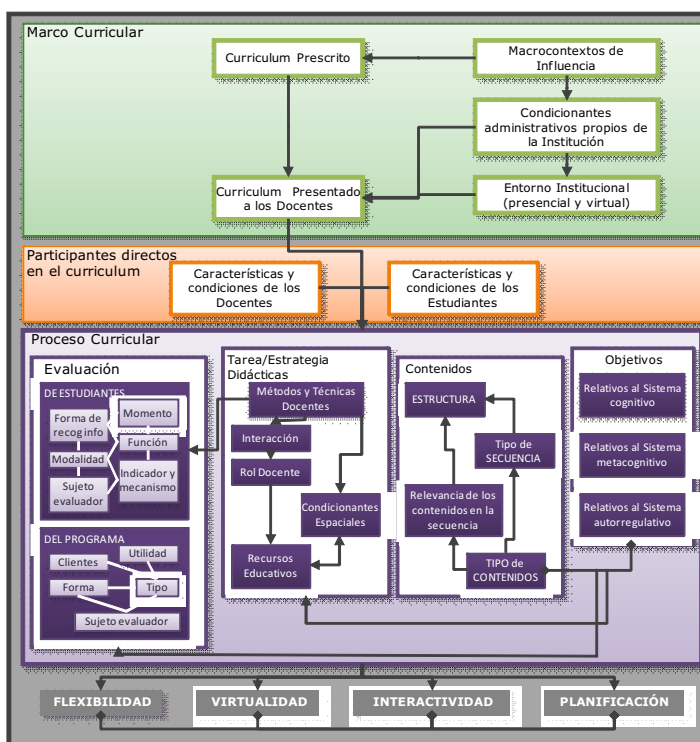 Marco Curricular
Curriculum Prescrito
Macrocontextos de
Influencia
Condicionantes
administrativos propios de
la Institución
Curriculum Presentado
a los Docentes
Entorno Institucional
(presencial y virtual)
Participantes directos
en el curriculum
Características y
condiciones de los
Docentes
Características y
condiciones de los
Estudiantes
Proceso Curricular
Evaluación
DE ESTUDIANTES
Forma de
recog info
Momento
Función
Modalidad
Indicador y
mecanismo
Sujeto
evaluador
DEL PROGRAMA
Utilidad
Clientes
Forma
Tipo
Sujeto evaluador
Tarea/Estrategia
Didácticas
Métodos y Técnicas
Docentes
Interacción
Rol Docente
Condicionantes
Espaciales
Recursos
Educativos
Contenidos
ESTRUCTURA
Tipo de
SECUENCIA
Relevancia de los
contenidos en la
secuencia
TIPO de
CONTENIDOS
Objetivos
Relativos al Sistema
cognitivo
Relativos al Sistema
metacognitivo
Relativos al Sistema
autorregulativo
FLEXIBILIDAD
VIRTUALIDAD
INTERACTIVIDAD
PLANIFICACIÓN